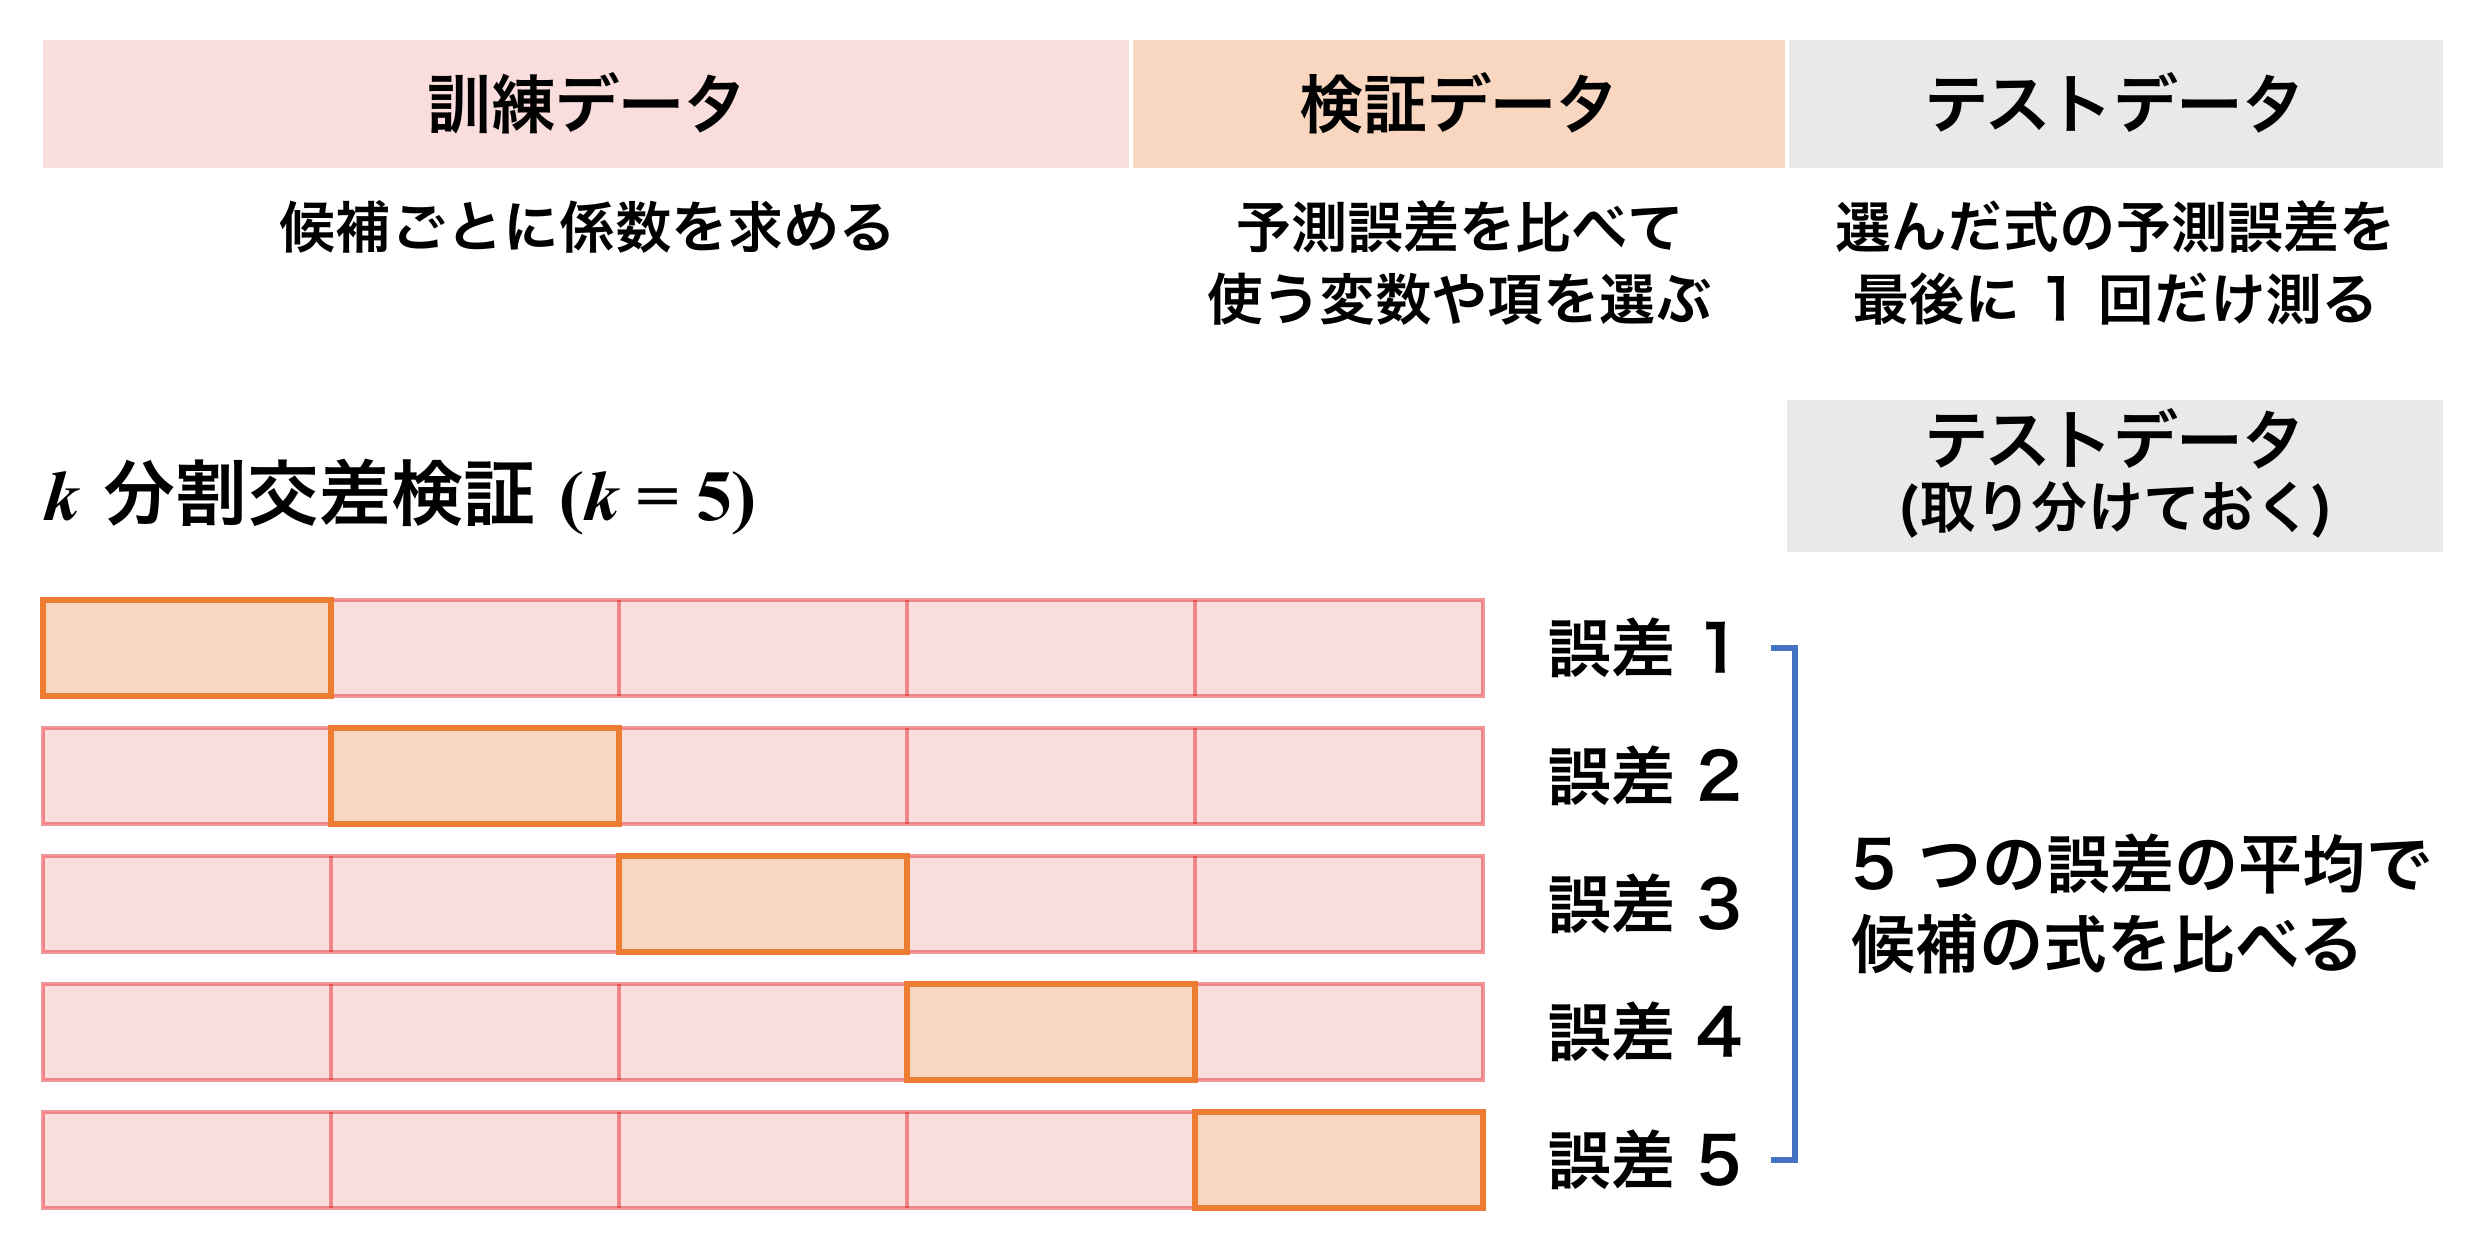 訓練データ
検証データ
テストデータ
候補ごとに係数を求める
予測誤差を比べて
使う変数や項を選ぶ
選んだ式の予測誤差を
最後に 1 回だけ測る
テストデータ
(取り分けておく)
k 分割交差検証 (k = 5)
誤差 1
誤差 2
誤差 3
誤差 4
誤差 5
5 つの誤差の平均で
候補の式を比べる